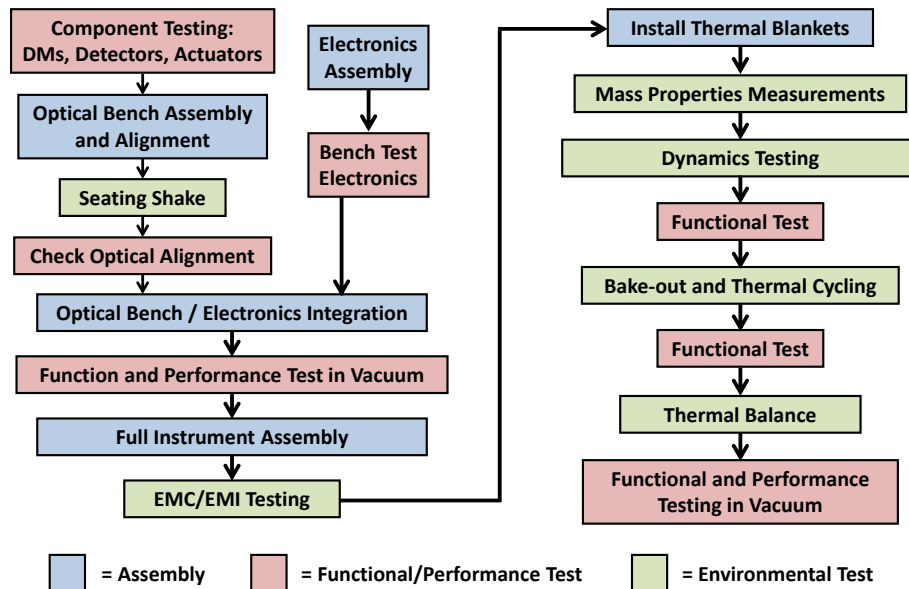 Component Testing:
DMs, Detectors, Actuators
Optical Bench Assembly
and Alignment
Seating Shake
Check Optical Alignment
Electronics
Assembly
Bench Test
Electronics
Optical Bench / Electronics Integration
Function and Performance Test in Vacuum
Full Instrument Assembly
EMC/EMI Testing
Install Thermal Blankets
Mass Properties Measurements
Dynamics Testing
Functional Test
Bake-out and Thermal Cycling
Functional Test
Thermal Balance
Functional and Performance
Testing in Vacuum
= Assembly
= Functional/Performance Test
= Environmental Test